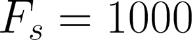 F_s = 1000